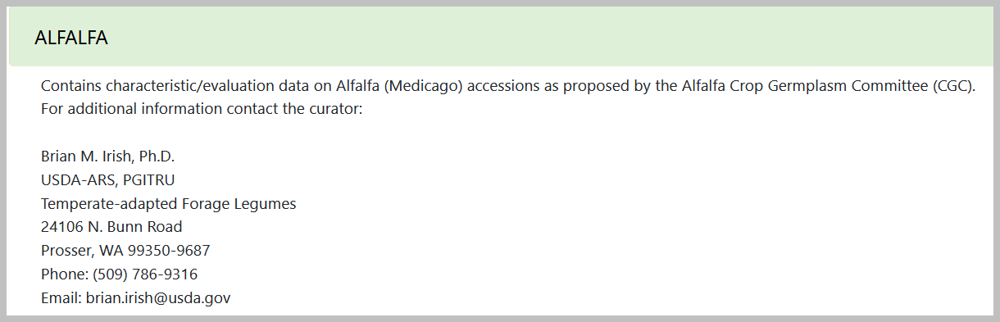 ALFALFA
Contains characteristic/evaluation data on Alfalfa (Medicago) accessions as proposed by the Alfalfa Crop Germplasm Committee (CGC).
For additional information contact the curator:
Brian M. Irish, Ph.D.
USDA-ARS, PGITRU
Temperate-adapted Forage Legumes
24106 N. Bunn Road
Prosser, WA 99350-9687
Phone: (509) 786-9316
Email: brian.irish@usda.gov